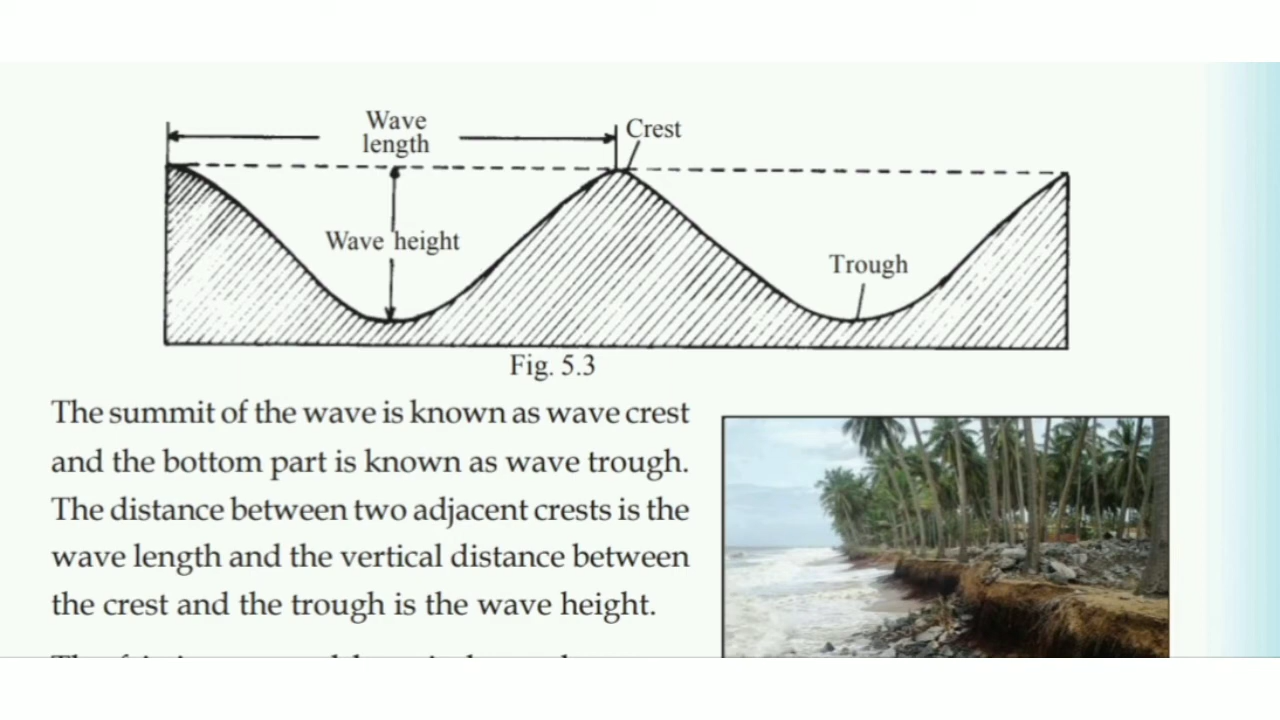 Wave
length
Crest
Wave height
Trough
Fig. 5.3
The summit of the wave is known as wave crest
and the bottom part is known as wave trough.
The distance between two adjacent crests is the
wave length and the vertical distance between
the crest and the trough is the wave height.